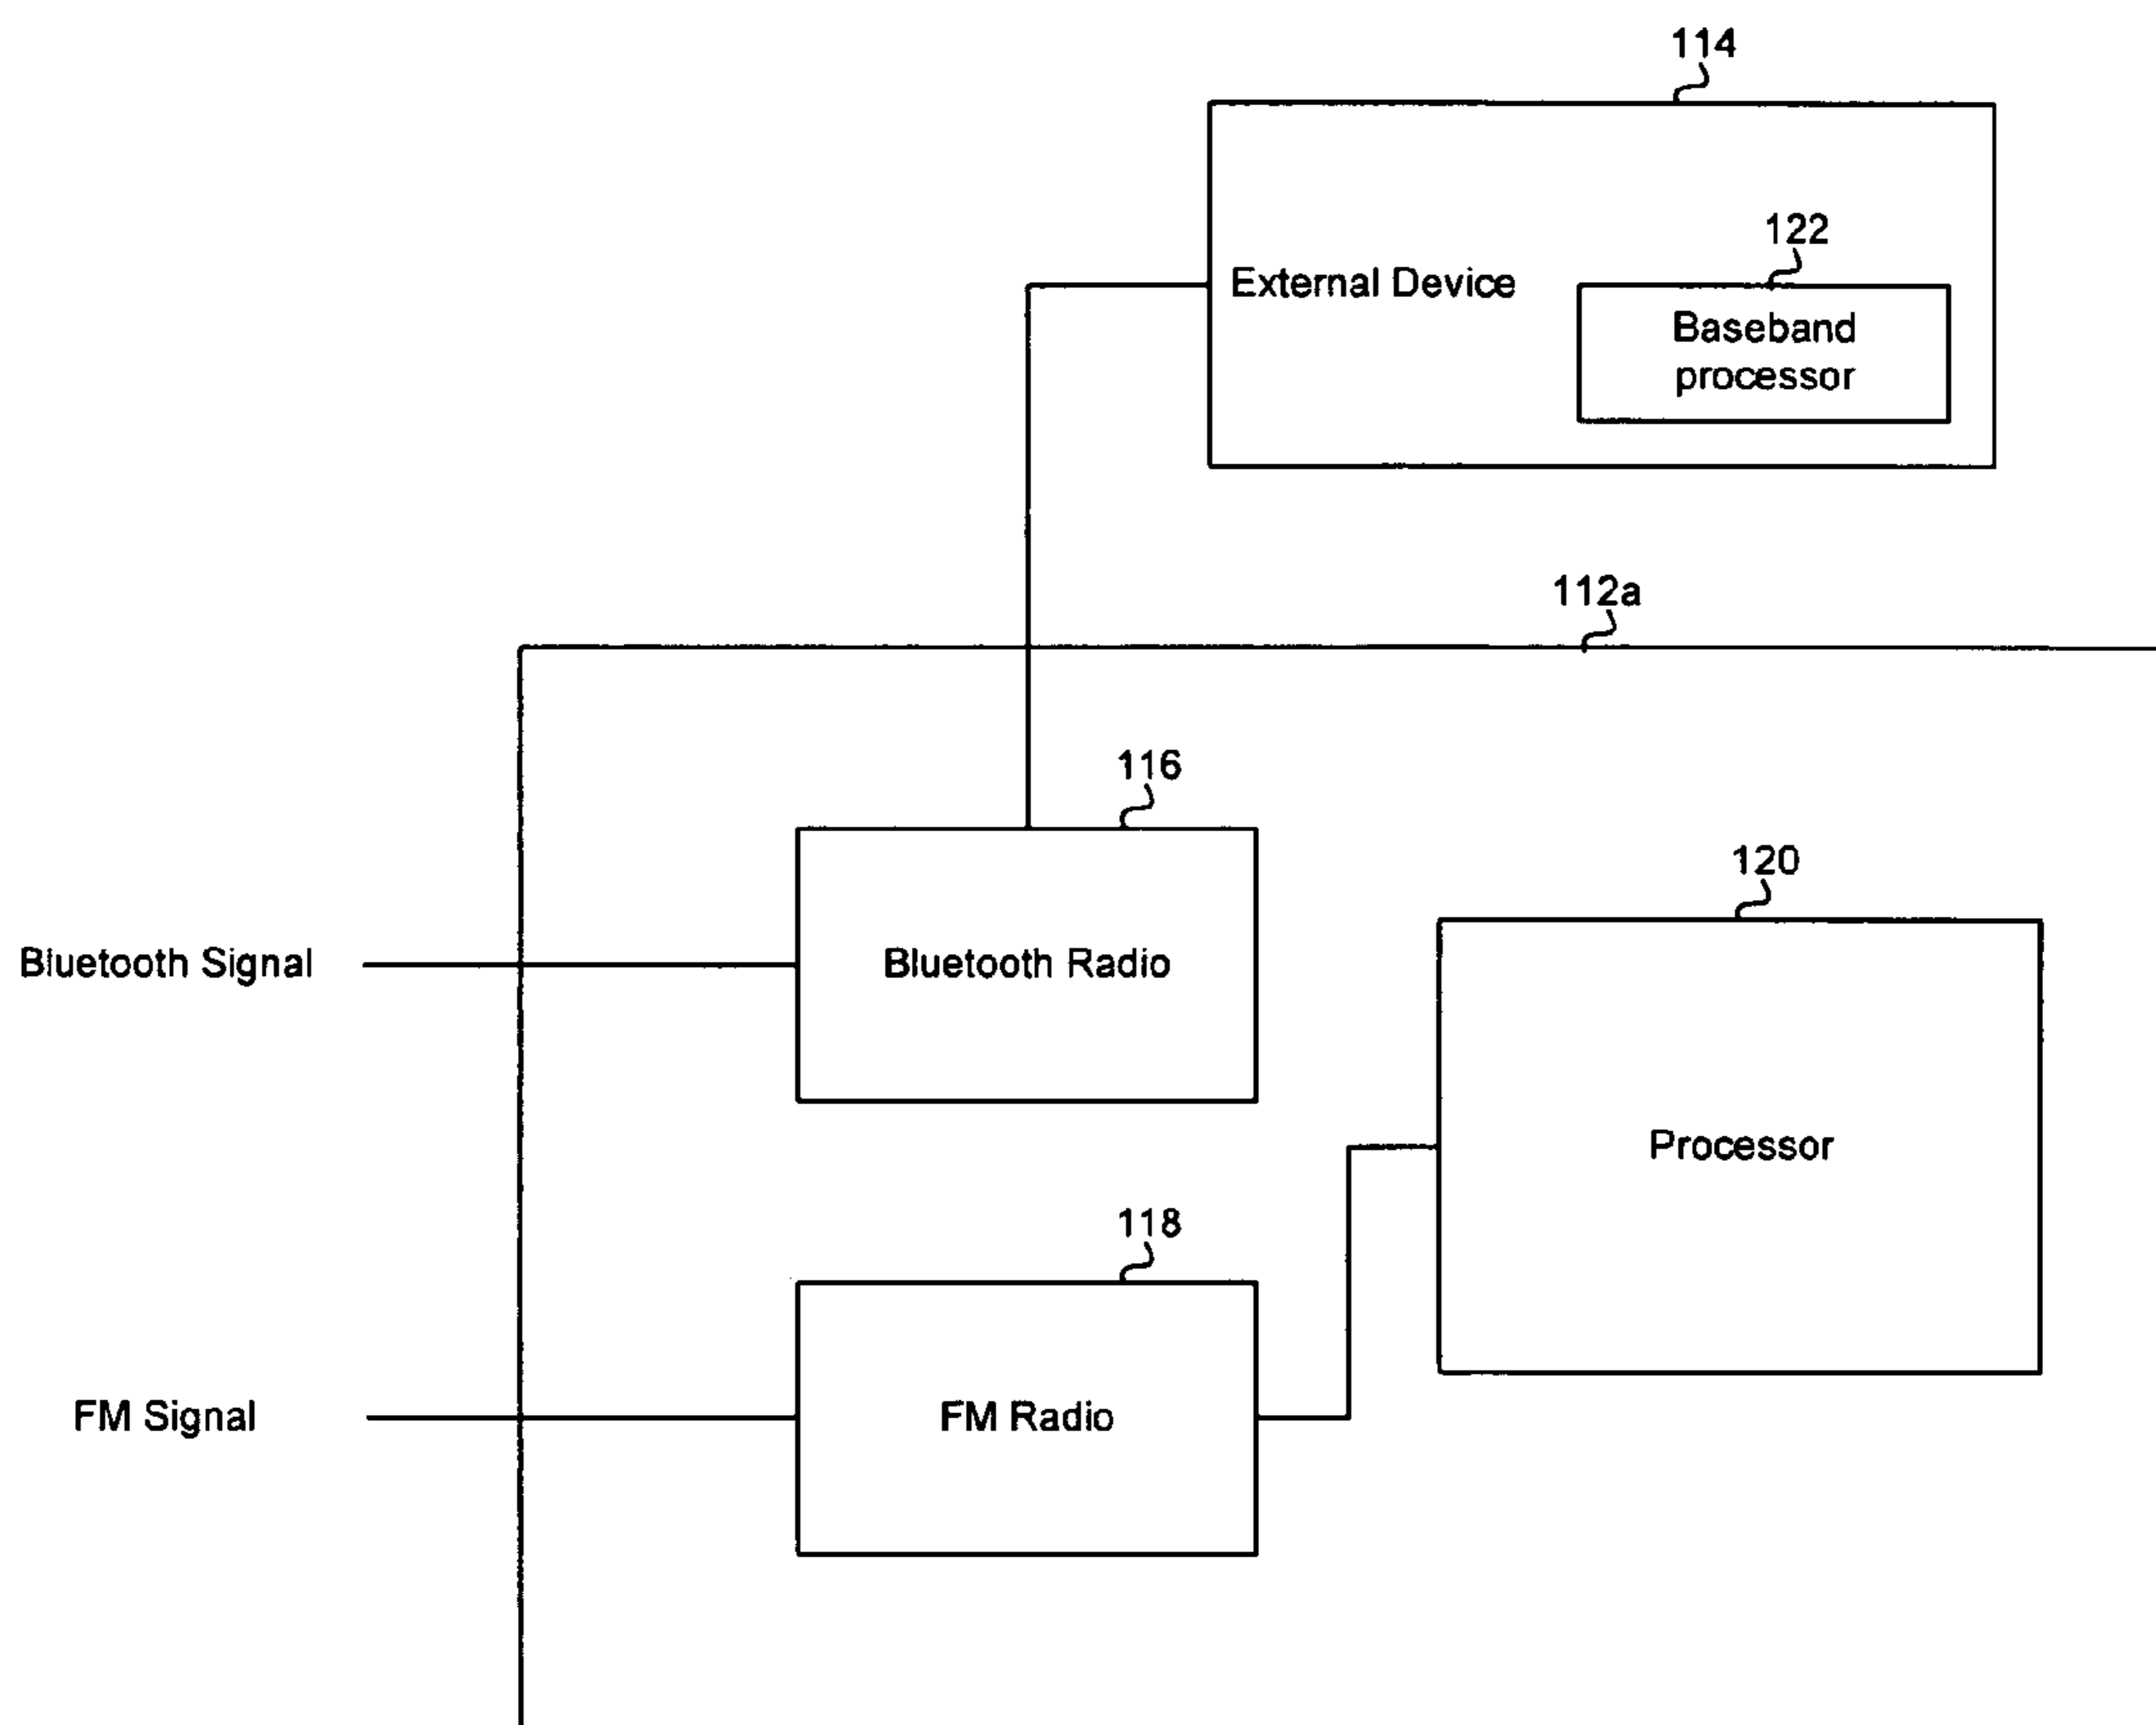 114
122
External Device
Baseband
processor
112a
116
120
Bluetooth Signal
Bluetooth Radio
Processor
118
FM Signal
FM Radio